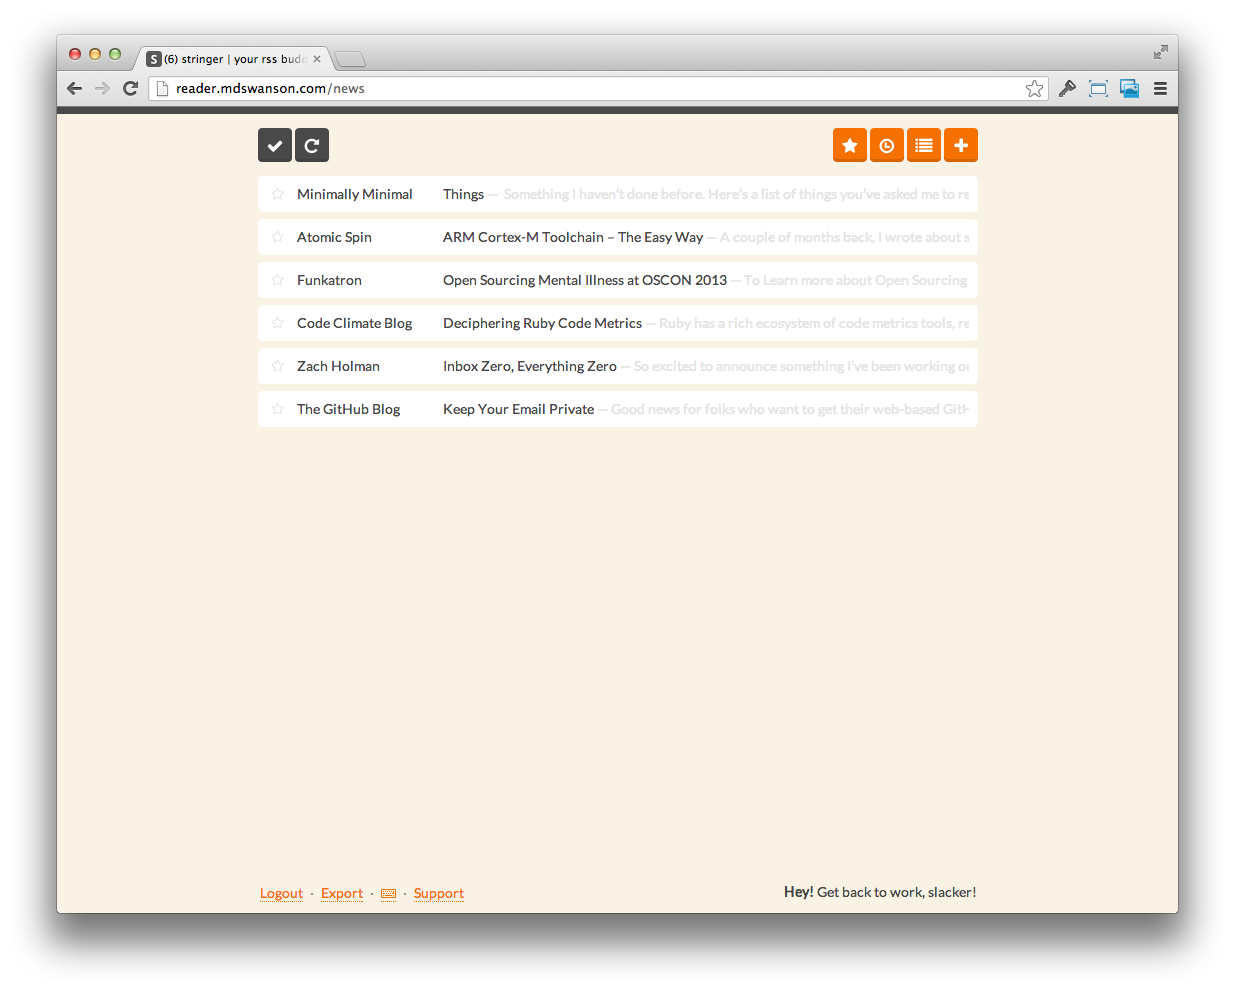 S (6) stringer | your rss budd
reader.mdswanson.com/news
Minimally Minimal Things — Something I haven't done before. Here's a list of things you've asked me to re
Atomic Spin ARM Cortex-M Toolchain – The Easy Way — A couple of months back, I wrote about s
Funkatron Open Sourcing Mental Illness at OSCON 2013 — To Learn more about Open Sourcing
Code Climate Blog Deciphering Ruby Code Metrics — Ruby has a rich ecosystem of code metrics tools, re
Zach Holman Inbox Zero, Everything Zero — So excited to announce something I've been working on
The GitHub Blog Keep Your Email Private — Good news for folks who want to get their web-based GitH
Logout · Export · · Support Hey! Get back to work, slacker!